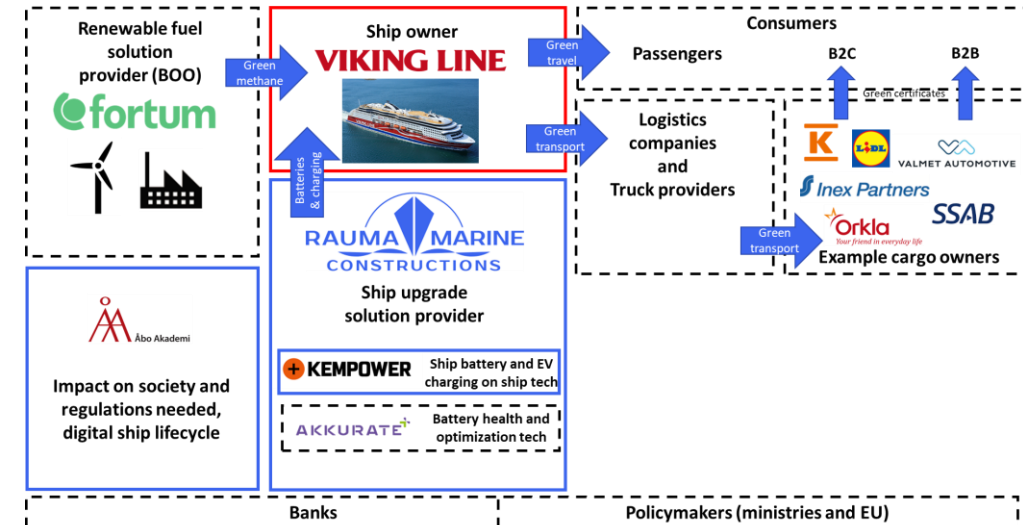 Renewable fuel
solution
provider (BOO)
fortum
Green
methane
Ship owner
VIKING LINE
Green
travel
Green
transport
Batteries
& charging
Consumers
Passengers
B2C
B2B
Green certificates
Logistics
companies
and
Truck providers
Green
transport
K
LIDL
VALMET AUTOMOTIVE
Inex Partners
SSAB
Orkla
Your friend in everyday life
Example cargo owners
RAUMA MARINE
CONSTRUCTIONS
Ship upgrade
solution provider
KEMPOWER
Ship battery and EV
charging on ship tech
AKKURATE
Battery health and
optimization tech
Åbo Akademi
Impact on society and
regulations needed,
digital ship lifecycle
Banks
Policymakers (ministries and EU)